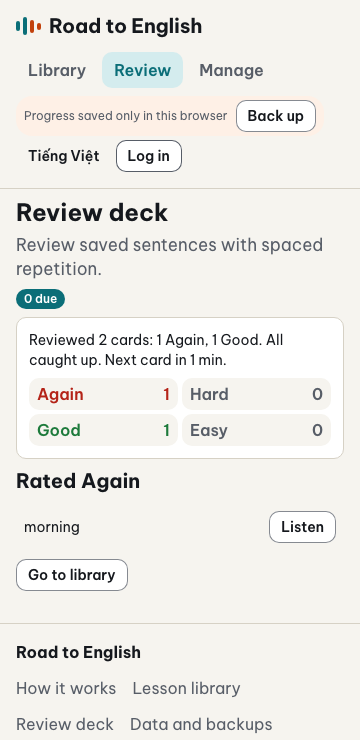 Road to English
Library Review Manage
Progress saved only in this browser Back up
Tiếng Việt Log in
Review deck
Review saved sentences with spaced
repetition.
0 due
Reviewed 2 cards: 1 Again, 1 Good. All
caught up. Next card in 1 min.
Again 1 Hard 0
Good 1 Easy 0
Rated Again
morning Listen
Go to library
Road to English
How it works Lesson library
Review deck Data and backups